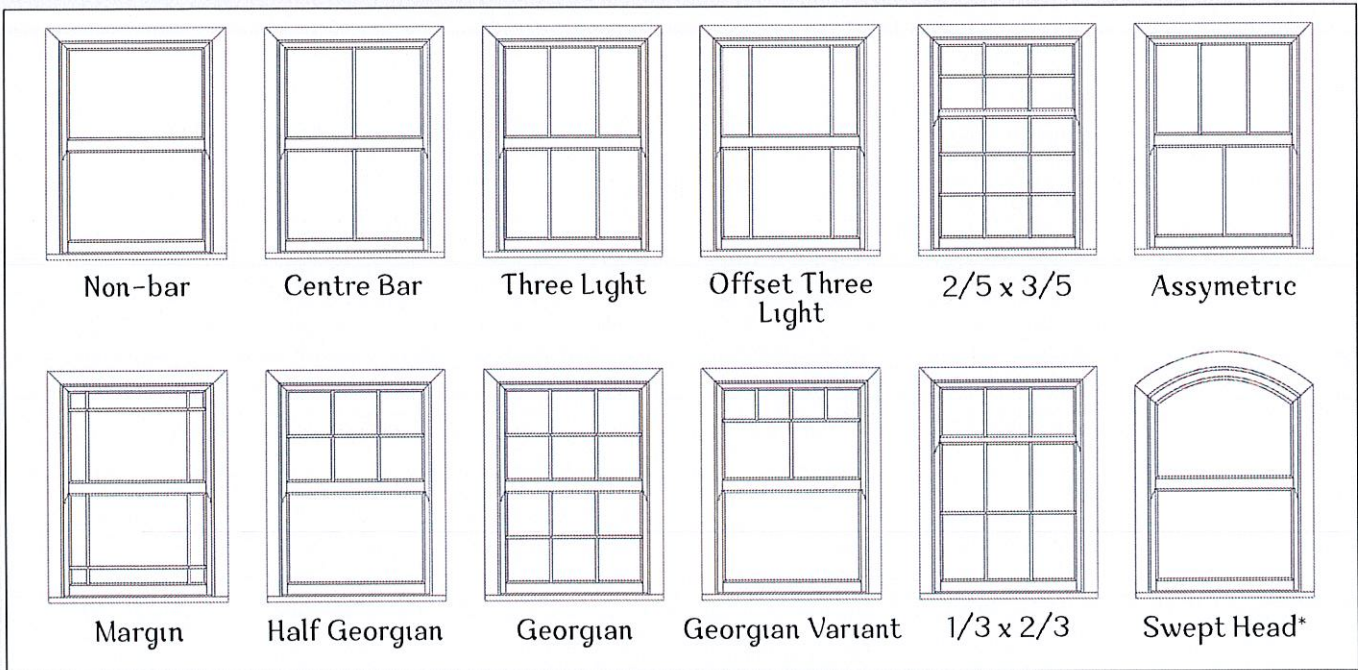 Non-bar
Centre Bar
Three Light
Offset Three
Light
2/5 x 3/5
Assymetric
Margin
Half Georgian
Georgian
Georgian Variant
1/3 x 2/3
Swept Head*